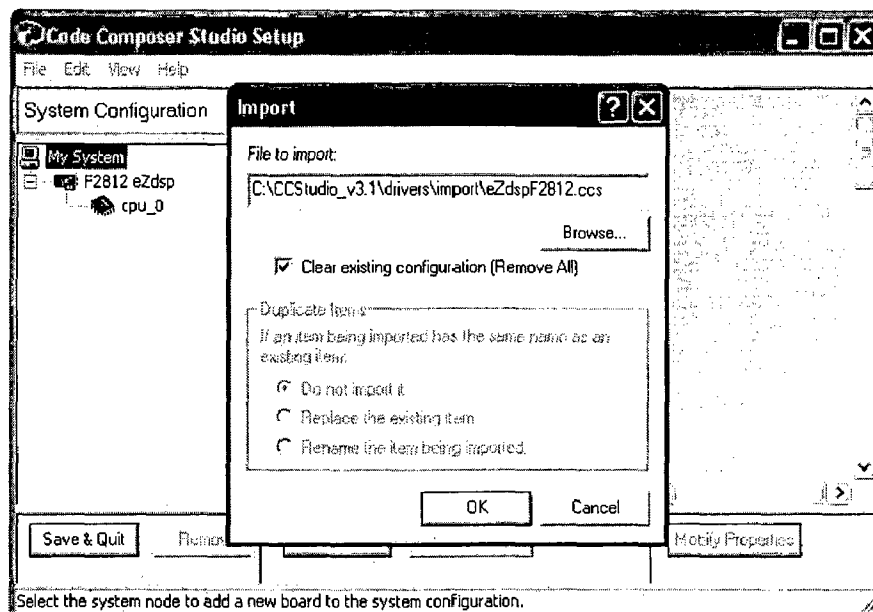 Code Composer Studio Setup
File Edit View Help
System Configuration
My System
F2812 eZdsp
cpu_0
Import
File to import:
C:\CCStudio_v3.1\drivers\import\eZdspF2812.ccs
Browse...
Clear existing configuration (Remove All)
Duplicate Items
If an item being imported has the same name as an
existing item:
Do not import it
Replace the existing item
Rename the item being imported.
OK
Cancel
Save & Quit
Modify Properties
Select the system node to add a new board to the system configuration.